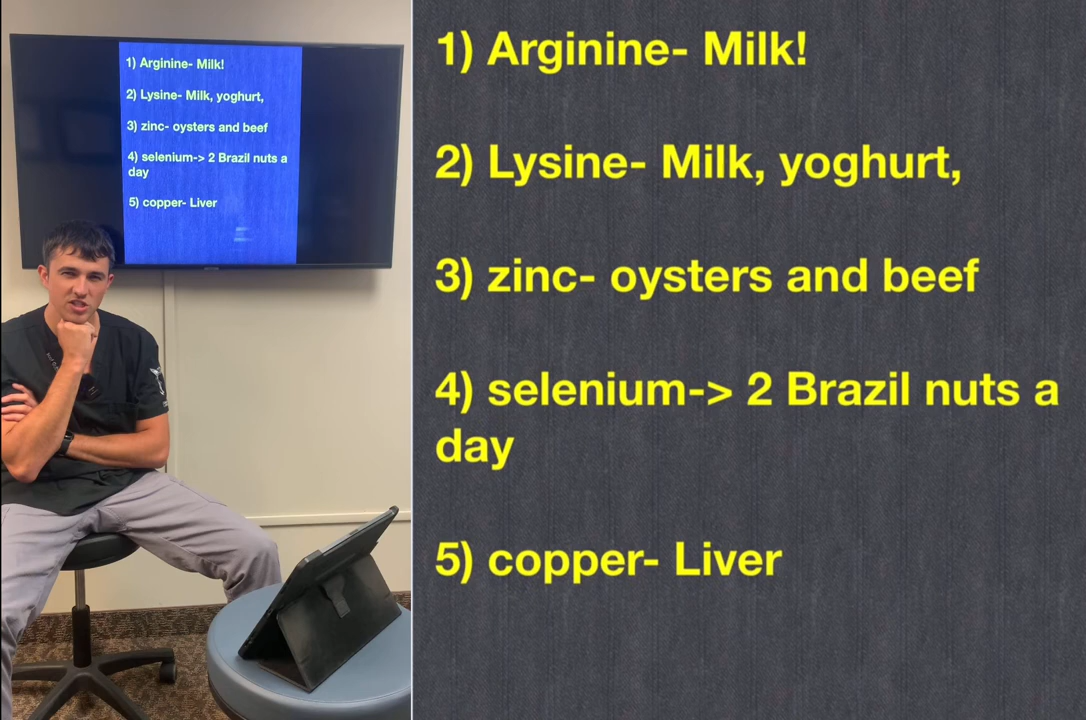 1) Arginine- Milk!
2) Lysine- Milk, yoghurt,
3) zinc- oysters and beef
4) selenium-> 2 Brazil nuts a
day
5) copper- Liver
1) Arginine- Milk!
2) Lysine- Milk, yoghurt,
3) zinc- oysters and beef
4) selenium-> 2 Brazil nuts a
day
5) copper- Liver